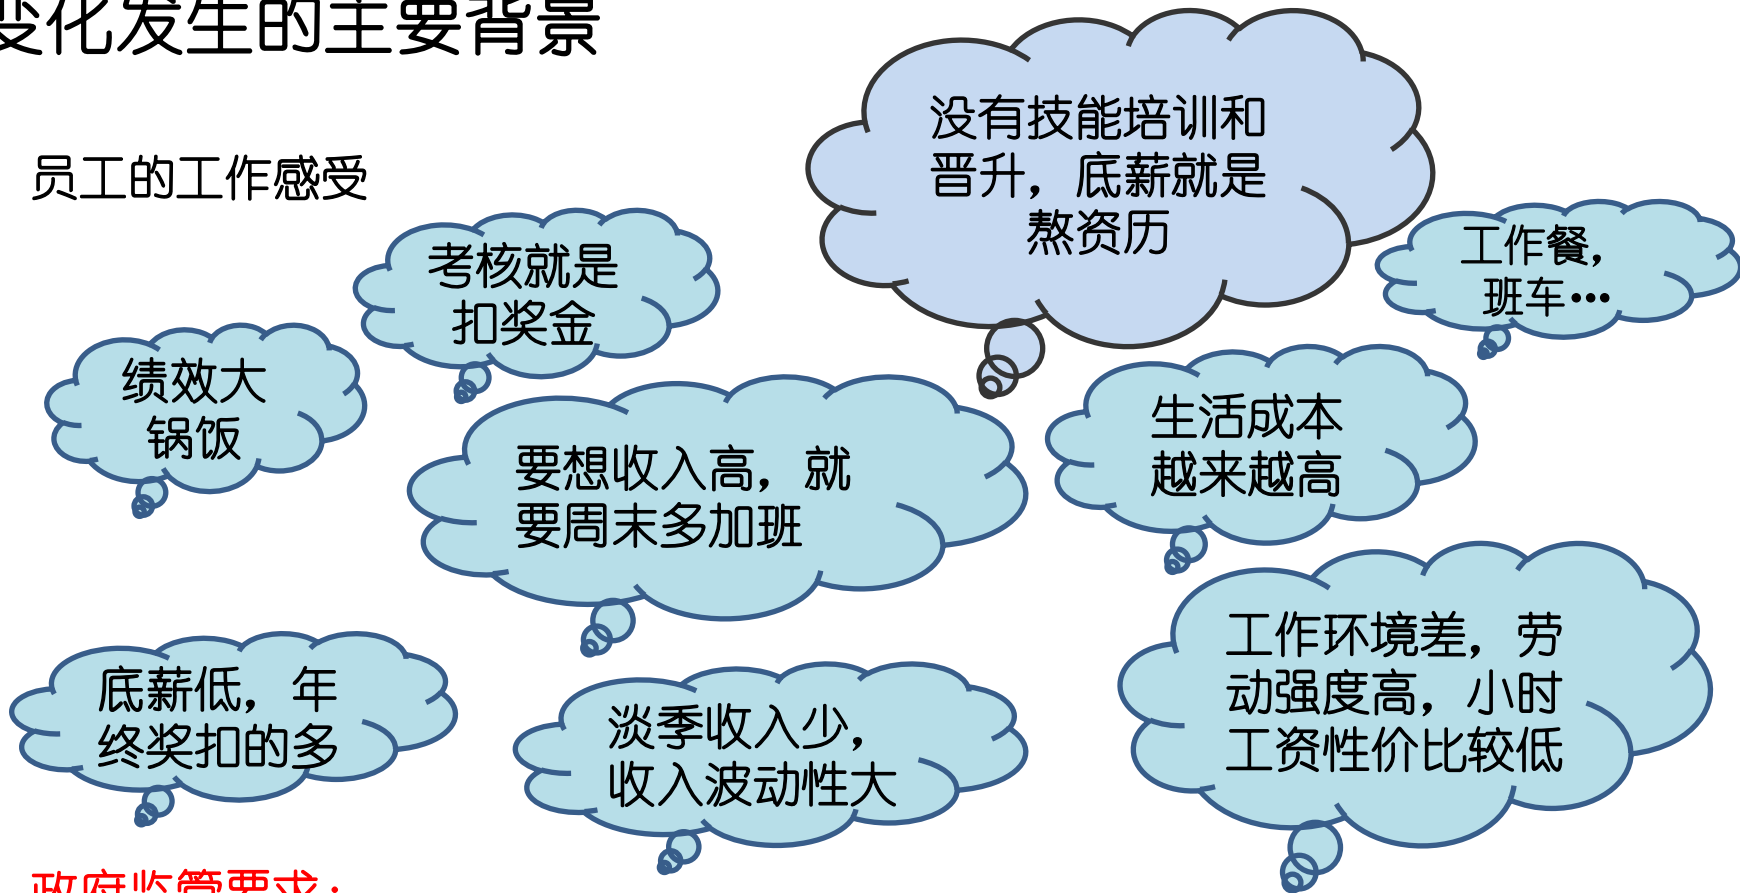 变化发生的主要背景
员工的工作感受
没有技能培训和
晋升，底薪就是
熬资历
工作餐，
班车…
考核就是
扣奖金
绩效大
锅饭
要想收入高，就
要周末多加班
生活成本
越来越高
工作环境差，劳
动强度高，小时
工资性价比较低
底薪低，年
终奖扣的多
淡季收入少，
收入波动性大
政府监管要求：